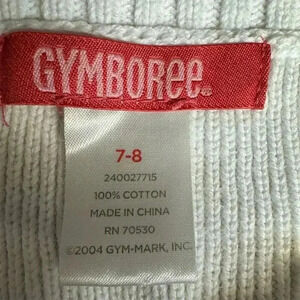 GYMBOREE®
7-8
240027715
100% COTTON
MADE IN CHINA
RN 70530
©2004 GYM-MARK, INC.